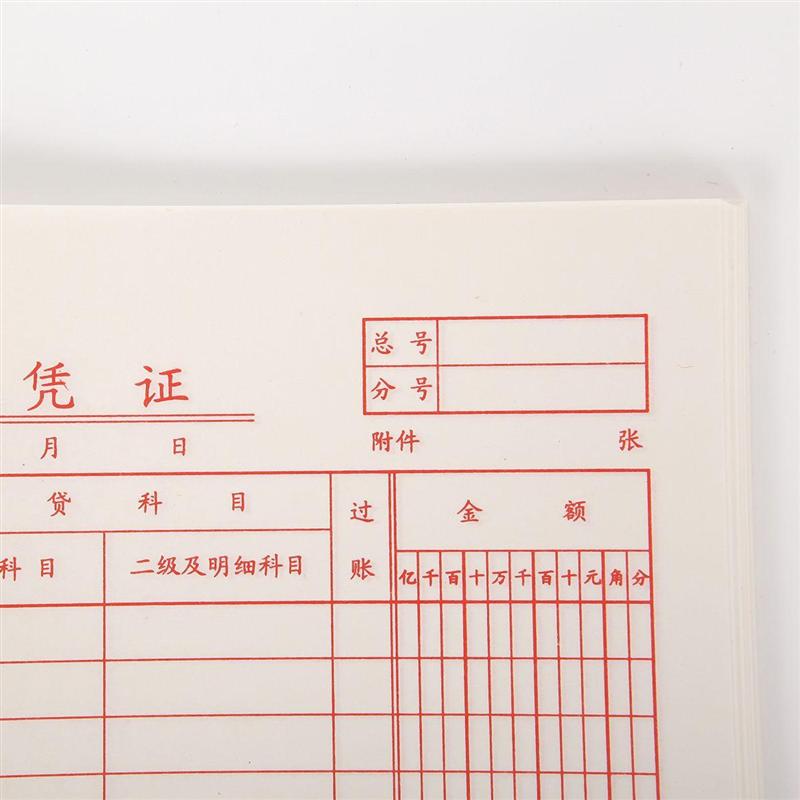 总号
凭证
分号
月 日 附件 张
贷科目 过账 金额
科目 二级及明细科目 亿千百十万千百十元角分